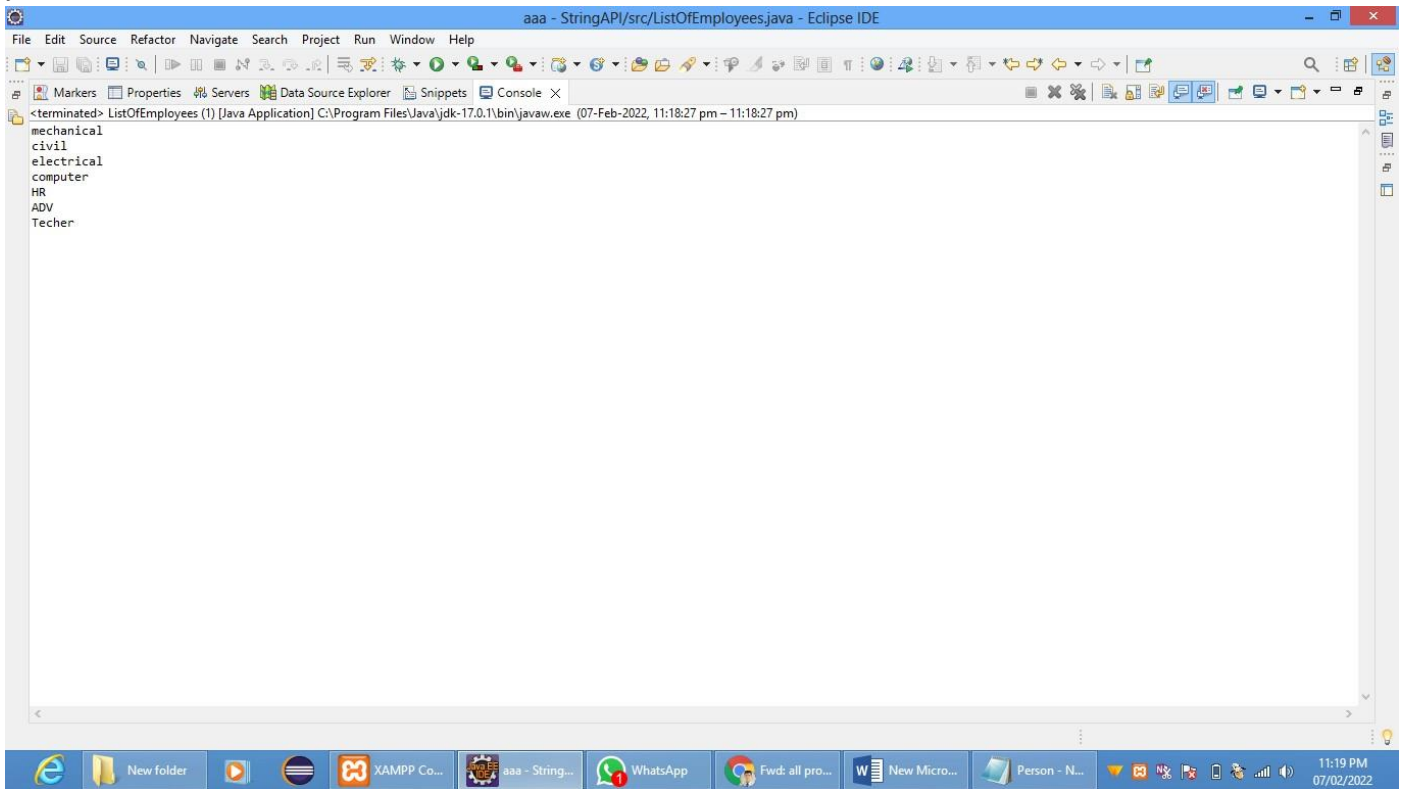 aaa - StringAPI/src/ListOfEmployees.java - Eclipse IDE
File Edit Source Refactor Navigate Search Project Run Window Help
Markers Properties Servers Data Source Explorer Snippets Console
<terminated> ListOfEmployees (1) [Java Application] C:\Program Files\Java\jdk-17.0.1\bin\javaw.exe (07-Feb-2022, 11:18:27 pm – 11:18:27 pm)
mechanical
civil
electrical
computer
HR
ADV
Techer
New folder XAMPP Co... aaa - String... WhatsApp Fwd: all pro... New Micro... Person - N... 11:19 PM
07/02/2022